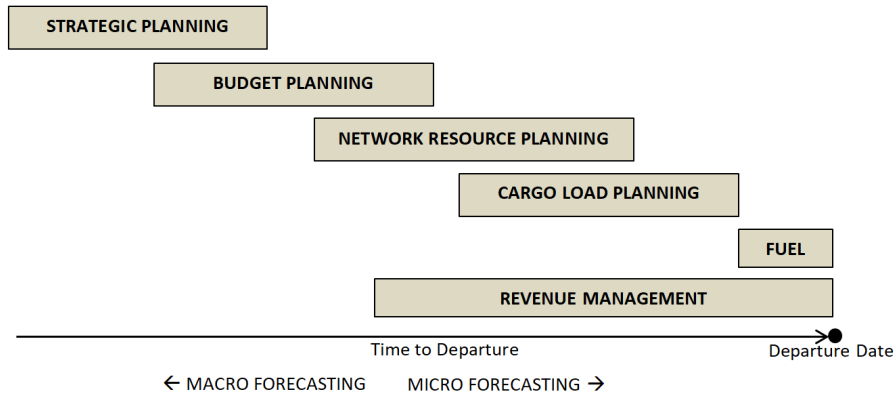 STRATEGIC PLANNING
BUDGET PLANNING
NETWORK RESOURCE PLANNING
CARGO LOAD PLANNING
FUEL
REVENUE MANAGEMENT
Time to Departure
Departure Date
← MACRO FORECASTING
MICRO FORECASTING →